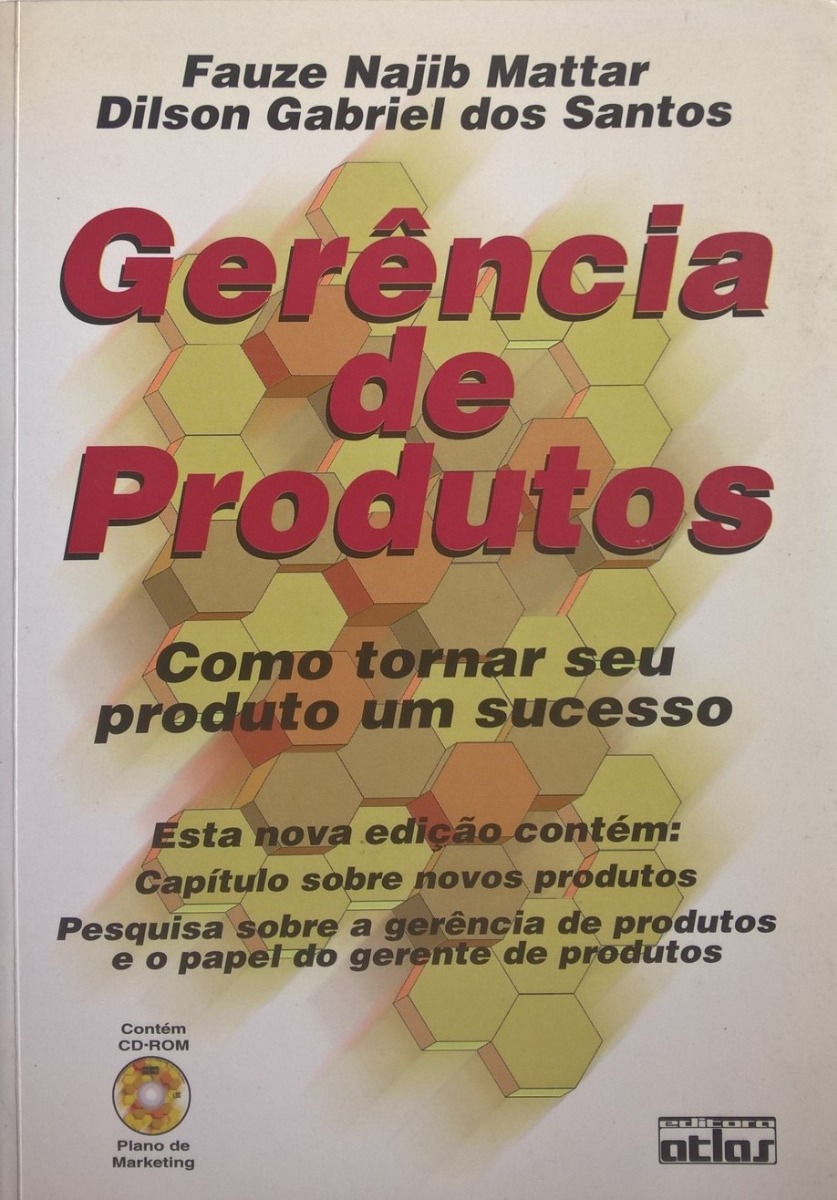 Fauze Najib Mattar
Dilson Gabriel dos Santos
Gerência
de
Produtos
Como tornar seu
produto um sucesso
Esta nova edição contém:
Capítulo sobre novos produtos
Pesquisa sobre a gerência de produtos
e o papel do gerente de produtos
Contém
CD-ROM
Plano de
Marketing
editora
atlas